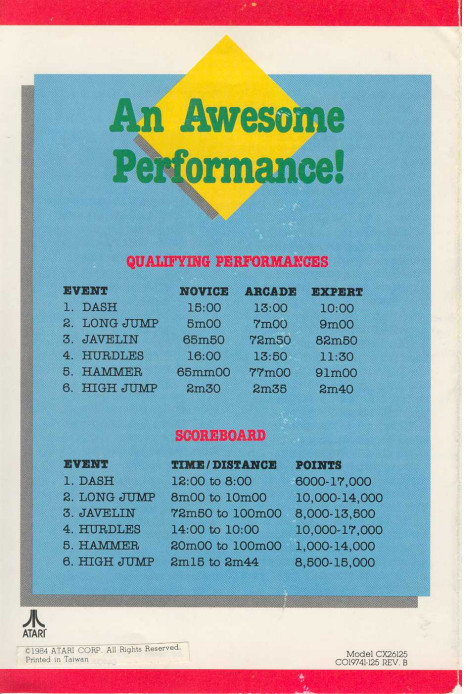 An Awesome
Performance!
QUALIFYING PERFORMANCES
EVENT NOVICE ARCADE EXPERT
1. DASH 15:00 13:00 10:00
2. LONG JUMP 5m00 7m00 9m00
3. JAVELIN 65m50 72m30 82m50
4. HURDLES 16:00 13:50 11:30
5. HAMMER 65mm00 77m00 91m00
6. HIGH JUMP 2m30 2m35 2m40
SCOREBOARD
EVENT TIME/DISTANCE POINTS
1. DASH 12:00 to 8:00 6000-17,000
2. LONG JUMP 8m00 to 10m00 10,000-14,000
3. JAVELIN 72m50 to 100m00 8,000-13,500
4. HURDLES 14:00 to 10:00 10,000-17,000
5. HAMMER 20m00 to 100m00 1,000-14,000
6. HIGH JUMP 2m15 to 2m44 8,500-15,000
ATARI
©1984 ATARI CORP. All Rights Reserved.
Printed in Taiwan
Model CX26125
CO19741-125 REV. B